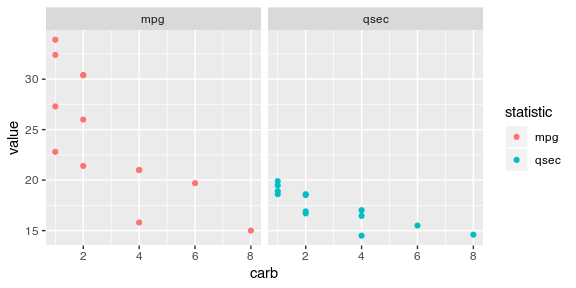 mpg qsec
value
30
25
20
15
2 4 6 8 2 4 6 8
carb
statistic
mpg
qsec